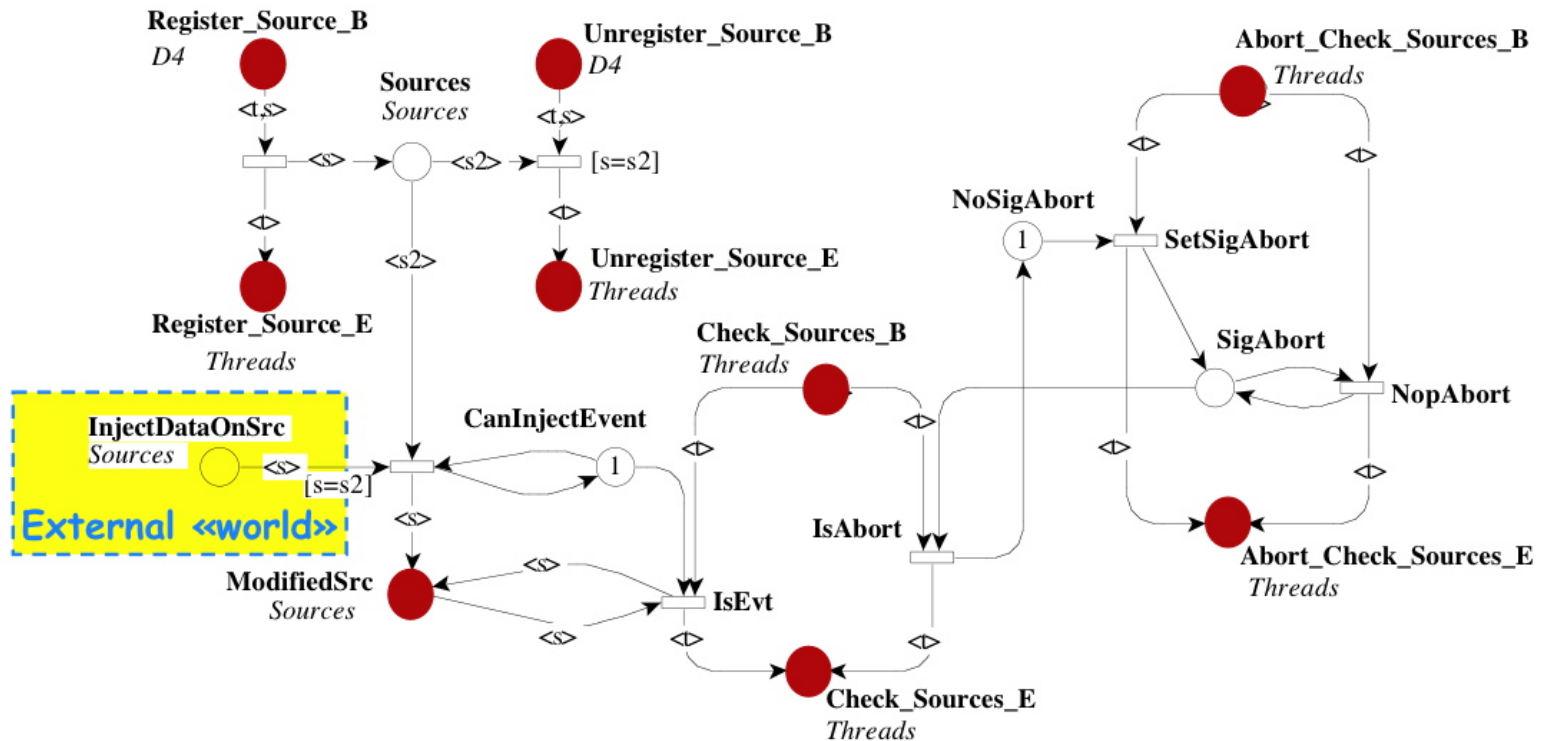 Register_Source_B
D4
<t,s>
Unregister_Source_B
D4
<t,s>
Sources
Sources
<s>
<s2>
[s=s2]
<t>
<t>
<s2>
Register_Source_E
Threads
Unregister_Source_E
Threads
Abort_Check_Sources_B
Threads
<t>
<t>
NoSigAbort
1
SetSigAbort
SigAbort
NopAbort
<t>
<t>
Abort_Check_Sources_E
Threads
Check_Sources_B
Threads
<t>
<t>
InjectDataOnSrc
Sources
<s>
[s=s2]
External «world»
CanInjectEvent
1
<s>
ModifiedSrc
Sources
<s>
<s>
IsEvt
IsAbort
<t>
<t>
Check_Sources_E
Threads